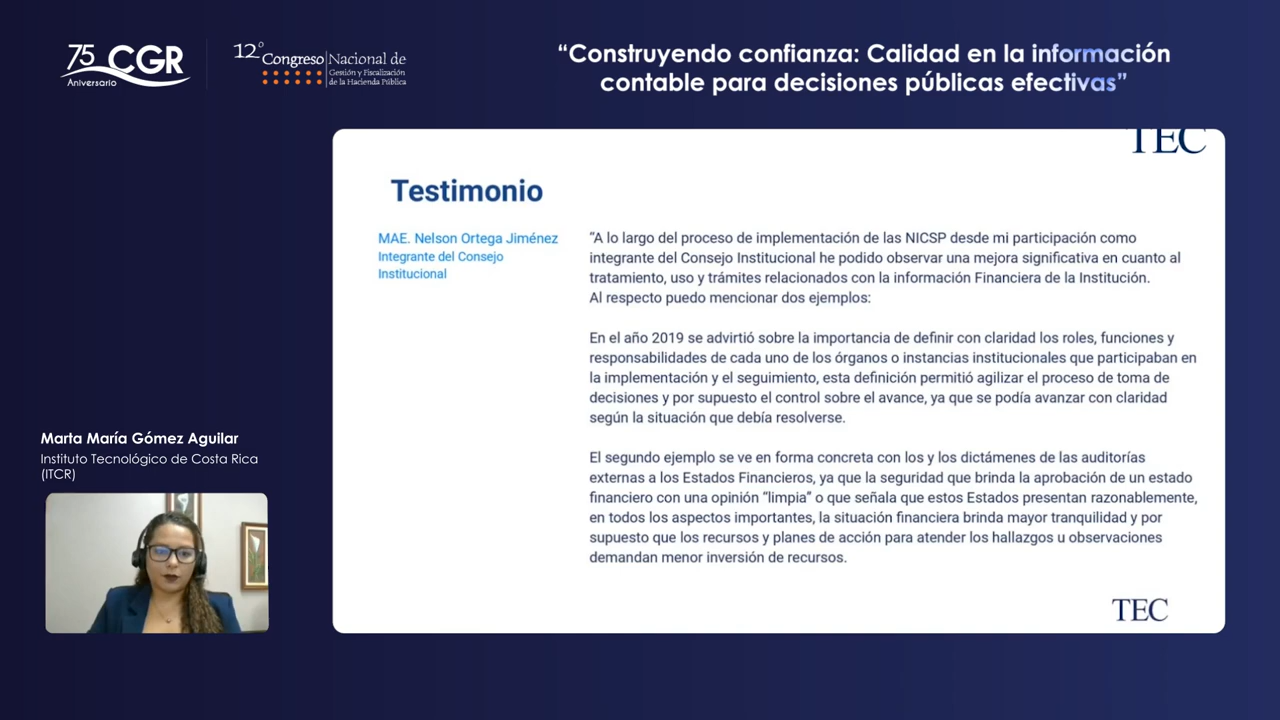 75 CGR
Aniversario
12° Congreso Nacional de
Gestión y Fiscalización
de la Hacienda Pública
“Construyendo confianza: Calidad en la información
contable para decisiones públicas efectivas”
TEC
Testimonio
MAE. Nelson Ortega Jiménez
Integrante del Consejo
Institucional
“A lo largo del proceso de implementación de las NICSP desde mi participación como
integrante del Consejo Institucional he podido observar una mejora significativa en cuanto al
tratamiento, uso y trámites relacionados con la información Financiera de la Institución.
Al respecto puedo mencionar dos ejemplos:
En el año 2019 se advirtió sobre la importancia de definir con claridad los roles, funciones y
responsabilidades de cada uno de los órganos o instancias institucionales que participaban en
la implementación y el seguimiento, esta definición permitió agilizar el proceso de toma de
decisiones y por supuesto el control sobre el avance, ya que se podía avanzar con claridad
según la situación que debía resolverse.
El segundo ejemplo se ve en forma concreta con los y los dictámenes de las auditorías
externas a los Estados Financieros, ya que la seguridad que brinda la aprobación de un estado
financiero con una opinión “limpia” o que señala que estos Estados presentan razonablemente,
en todos los aspectos importantes, la situación financiera brinda mayor tranquilidad y por
supuesto que los recursos y planes de acción para atender los hallazgos u observaciones
demandan menor inversión de recursos.
TEC
Marta María Gómez Aguilar
Instituto Tecnológico de Costa Rica
(ITCR)